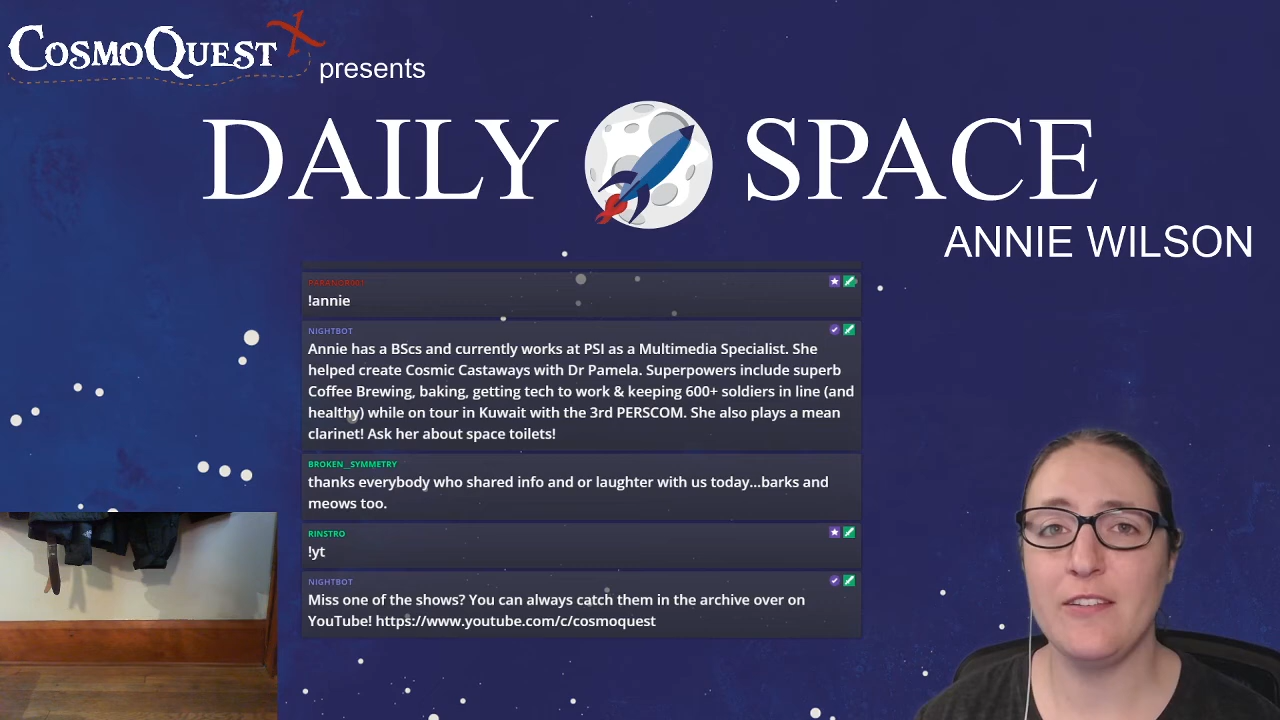 COSMOQUEST X
presents
DAILY SPACE
ANNIE WILSON
!annie
NIGHTBOT
Annie has a BScs and currently works at PSI as a Multimedia Specialist. She
helped create Cosmic Castaways with Dr Pamela. Superpowers include superb
Coffee Brewing, baking, getting tech to work & keeping 600+ soldiers in line (and
healthy) while on tour in Kuwait with the 3rd PERSCOM. She also plays a mean
clarinet! Ask her about space toilets!
BROKEN_SYMMETRY
thanks everybody who shared info and or laughter with us today...barks and
meows too.
RINSTRO
!yt
NIGHTBOT
Miss one of the shows? You can always catch them in the archive over on
YouTube! https://www.youtube.com/c/cosmoquest